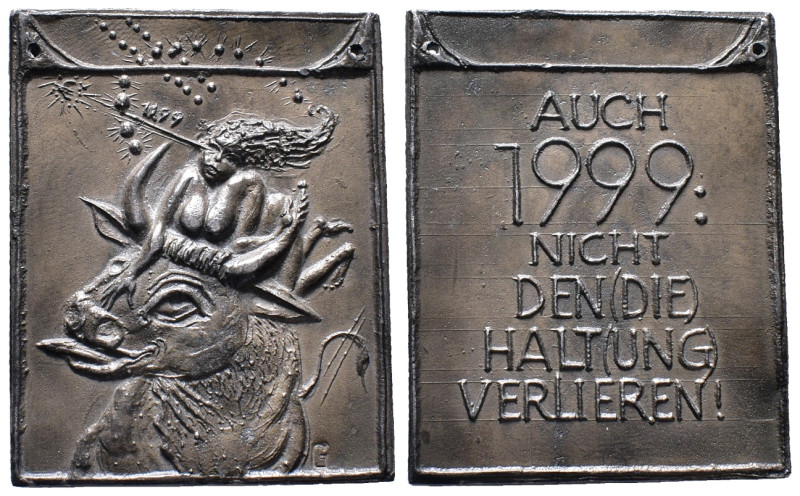 1999
G
AUCH
1999:
NICHT
DEN(DIE)
HALT(UNG)
VERLIEREN!